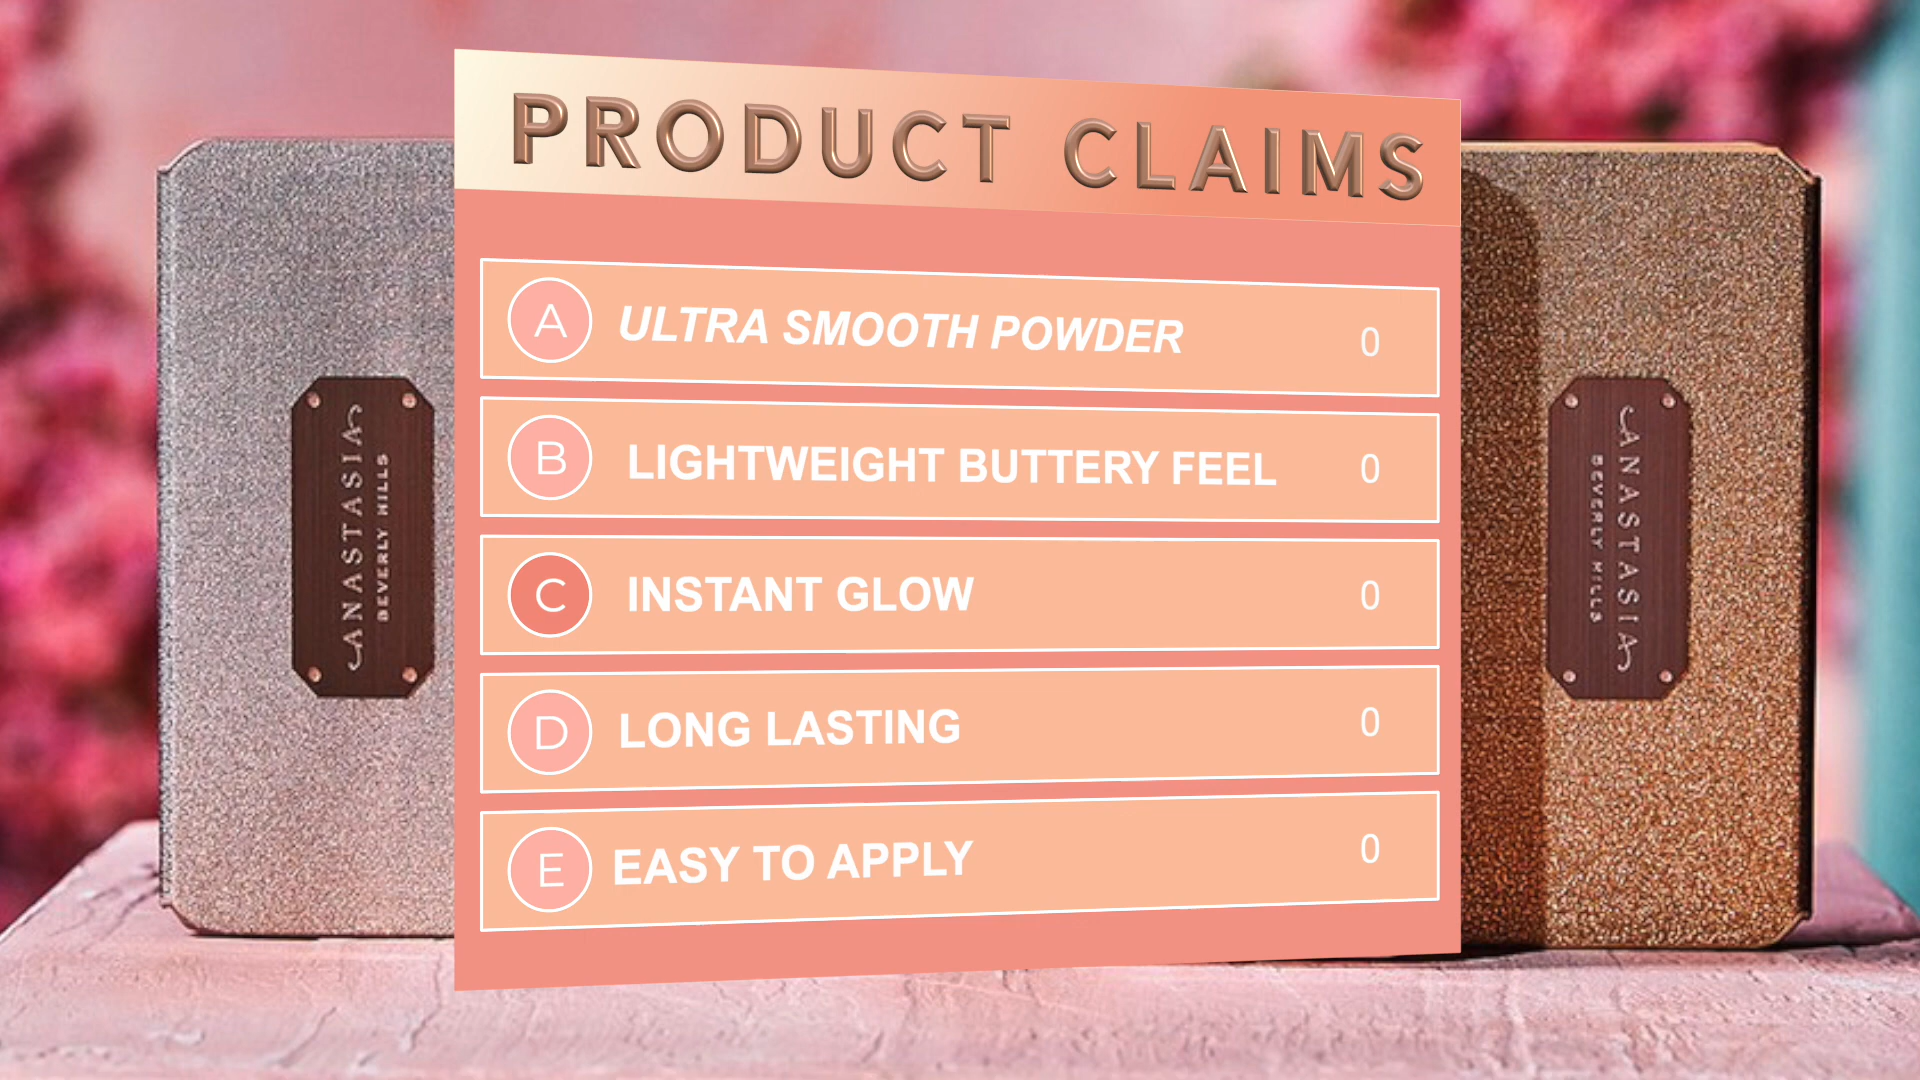 PRODUCT CLAIMS
A ULTRA SMOOTH POWDER 0
B LIGHTWEIGHT BUTTERY FEEL 0
C INSTANT GLOW 0
D LONG LASTING 0
E EASY TO APPLY 0
ANASTASIA
BEVERLY HILLS
ANASTASIA
BEVERLY HILLS